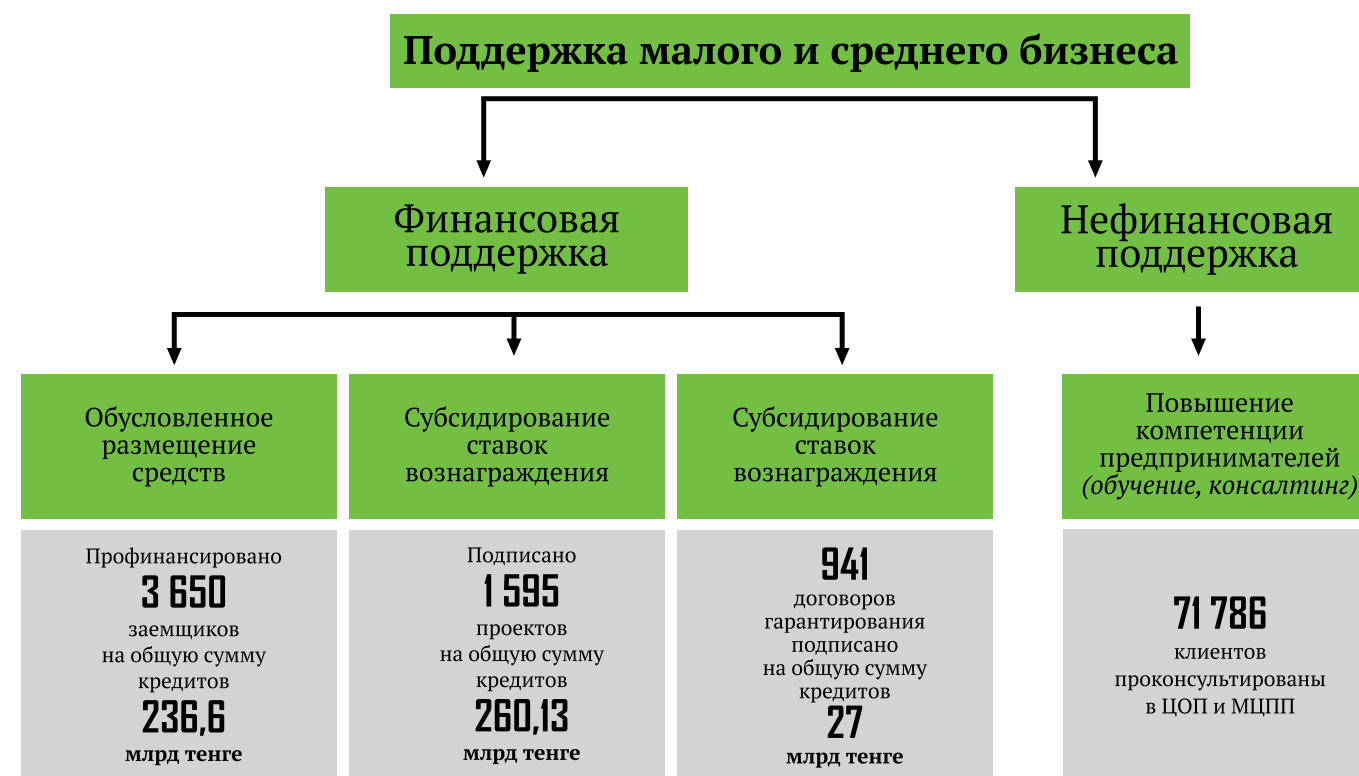 Поддержка малого и среднего бизнеса
Финансовая
поддержка
Нефинансовая
поддержка
Обусловленное
размещение
средств
Субсидирование
ставок
вознаграждения
Субсидирование
ставок
вознаграждения
Повышение
компетенции
предпринимателей
(обучение, консалтинг)
Профинансировано
3 650
заемщиков
на общую сумму
кредитов
236,6
млрд тенге
Подписано
1 595
проектов
на общую сумму
кредитов
260,13
млрд тенге
941
договоров
гарантирования
подписано
на общую сумму
кредитов
27
млрд тенге
71 786
клиентов
проконсультированы
в ЦОП и МЦПП